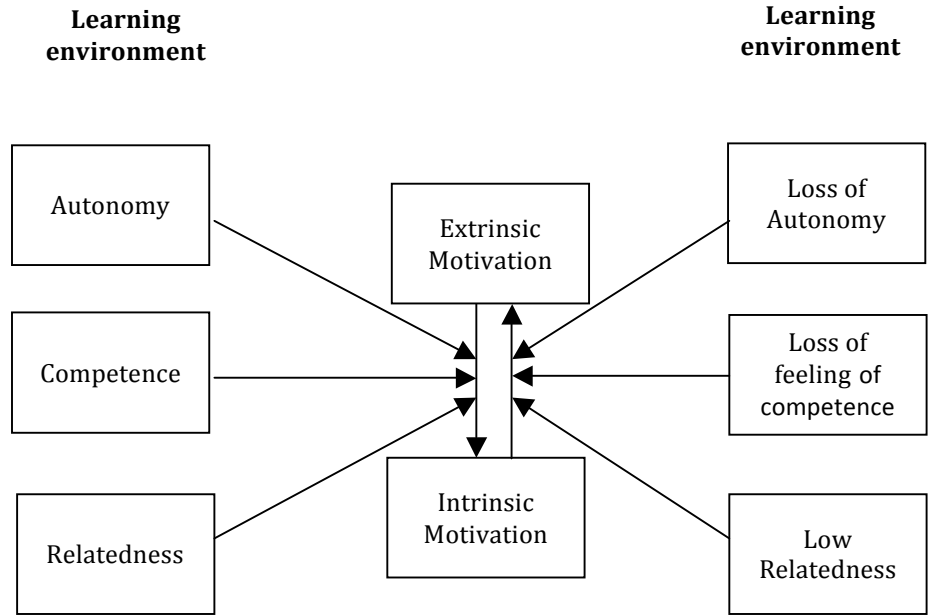 Learning
environment
Learning
environment
Autonomy
Extrinsic
Motivation
Loss of
Autonomy
Competence
Loss of
feeling of
competence
Relatedness
Intrinsic
Motivation
Low
Relatedness